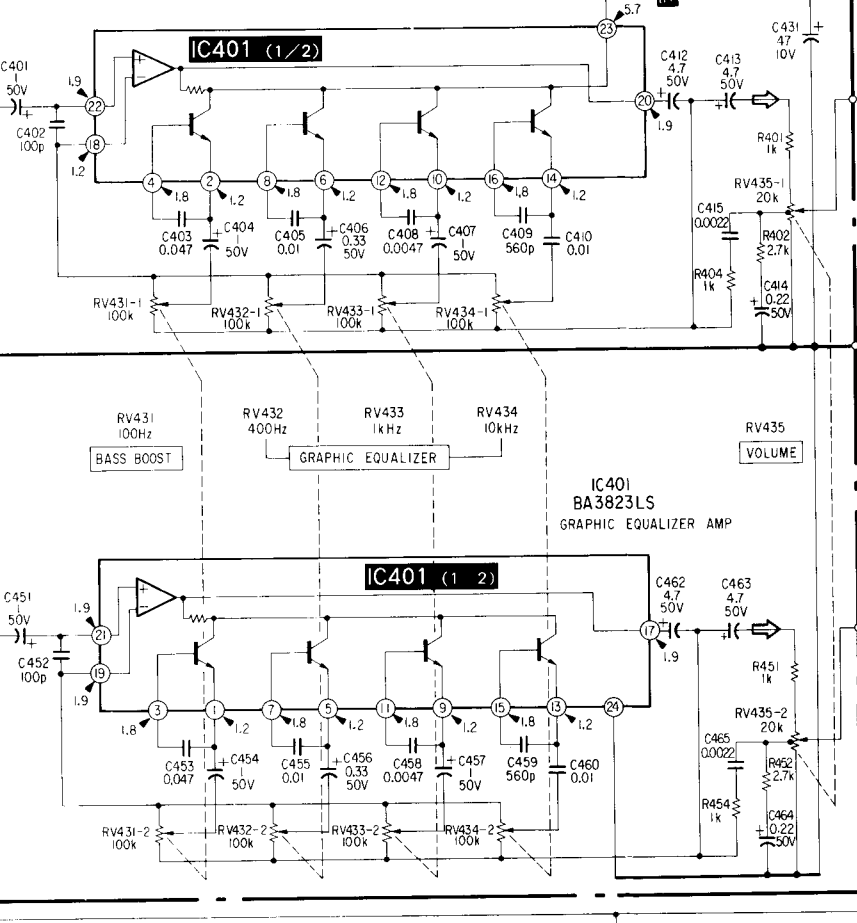 5.7
23
C431
47
10V
IC401 (1/2)
C401
1
50V
+
1.9
22
C402
100p
18
1.2
+
−
C412
4.7
50V
+
C413
4.7
50V
+
20
1.9
R401
1k
4
1.8
2
1.2
8
1.8
6
1.2
12
1.8
10
1.2
16
1.8
14
1.2
C403
0.047
C404
1
50V
C405
0.01
C406
0.33
50V
C408
0.0047
C407
1
50V
C409
560p
C410
0.01
RV435-1
20k
C415
0.0022
R402
2.7k
R404
1k
C414
0.22
50V
RV431-1
100k
RV432-1
100k
RV433-1
100k
RV434-1
100k
RV431
100Hz
BASS BOOST
RV432
400Hz
RV433
1kHz
RV434
10kHz
GRAPHIC EQUALIZER
RV435
VOLUME
IC401
BA3823LS
GRAPHIC EQUALIZER AMP
IC401 (1 2)
C451
1
50V
+
1.9
21
C452
100p
19
1.9
+
−
C462
4.7
50V
+
C463
4.7
50V
+
17
1.9
R451
1k
3
1.8
1
1.2
7
1.8
5
1.2
11
1.8
9
1.2
15
1.8
13
1.2
24
C453
0.047
C454
1
50V
C455
0.01
C456
0.33
50V
C458
0.0047
C457
1
50V
C459
560p
C460
0.01
RV435-2
20k
C465
0.0022
R452
2.7k
R454
1k
C464
0.22
50V
RV431-2
100k
RV432-2
100k
RV433-2
100k
RV434-2
100k